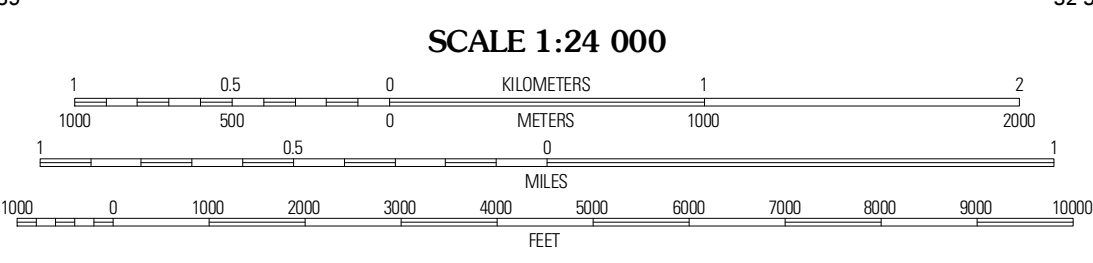 SCALE 1:24 000
1 0.5 0 KILOMETERS 1 2
1000 500 0 METERS 1000 2000
1 0.5 0 1
MILES
1000 0 1000 2000 3000 4000 5000 6000 7000 8000 9000 10000
FEET